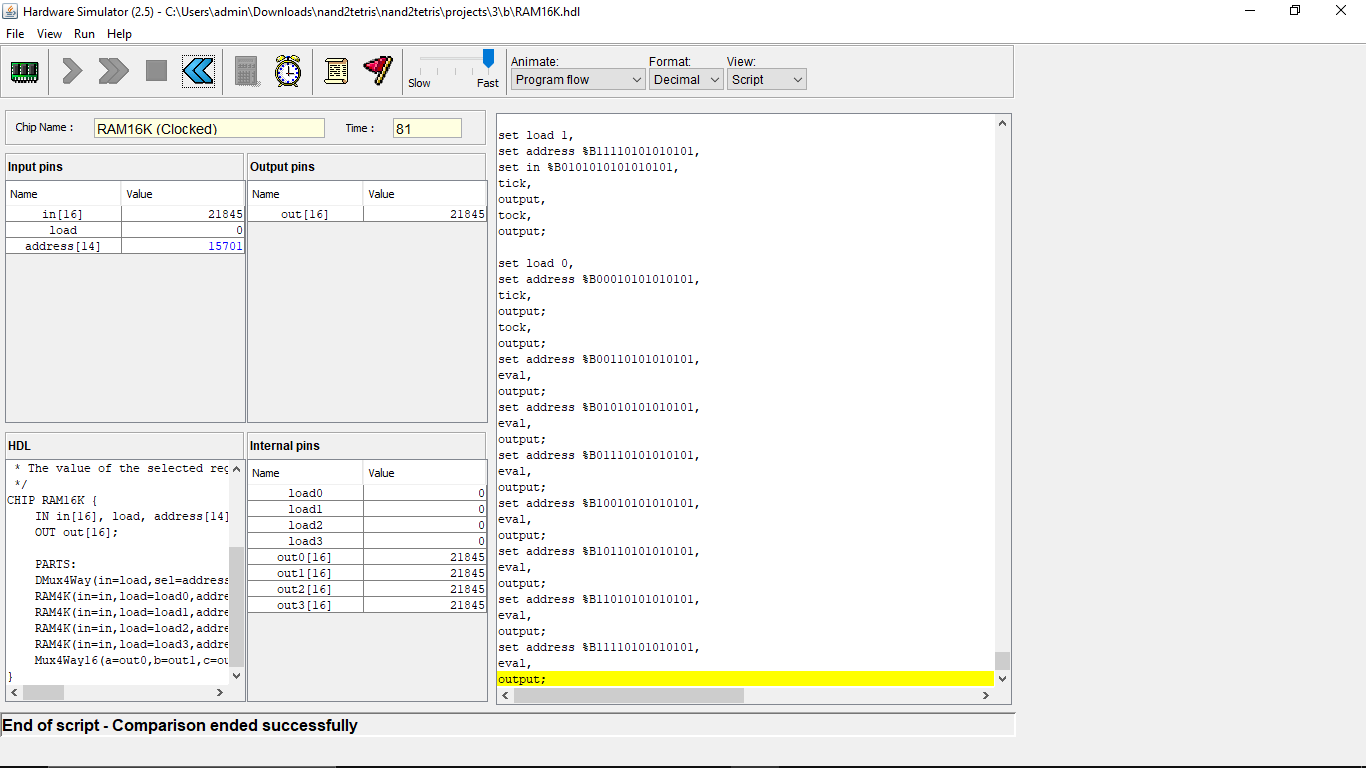 Hardware Simulator (2.5) - C:\Users\admin\Downloads\nand2tetris\nand2tetris\projects\3\b\RAM16K.hdl
File View Run Help
Slow Fast
Animate: Format: View:
Program flow Decimal Script
Chip Name : RAM16K (Clocked) Time : 81
Input pins
Name Value
in[16] 21845
load 0
address[14] 15701
Output pins
Name Value
out[16] 21845
HDL
* The value of the selected reg
*/
CHIP RAM16K {
IN in[16], load, address[14]
OUT out[16];
PARTS:
DMux4Way(in=load,sel=address
RAM4K(in=in,load=load0,addre
RAM4K(in=in,load=load1,addre
RAM4K(in=in,load=load2,addre
RAM4K(in=in,load=load3,addre
Mux4Way16(a=out0,b=out1,c=ou
}
Internal pins
Name Value
load0 0
load1 0
load2 0
load3 0
out0[16] 21845
out1[16] 21845
out2[16] 21845
out3[16] 21845
set load 1,
set address %B11110101010101,
set in %B0101010101010101,
tick,
output,
tock,
output;
set load 0,
set address %B00010101010101,
tick,
output;
tock,
output;
set address %B00110101010101,
eval,
output;
set address %B01010101010101,
eval,
output;
set address %B01110101010101,
eval,
output;
set address %B10010101010101,
eval,
output;
set address %B10110101010101,
eval,
output;
set address %B11010101010101,
eval,
output;
set address %B11110101010101,
eval,
output;
End of script - Comparison ended successfully